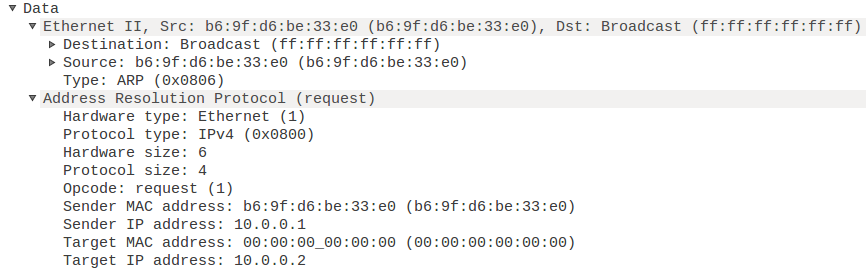 Data
Ethernet II, Src: b6:9f:d6:be:33:e0 (b6:9f:d6:be:33:e0), Dst: Broadcast (ff:ff:ff:ff:ff:ff)
Destination: Broadcast (ff:ff:ff:ff:ff:ff)
Source: b6:9f:d6:be:33:e0 (b6:9f:d6:be:33:e0)
Type: ARP (0x0806)
Address Resolution Protocol (request)
Hardware type: Ethernet (1)
Protocol type: IPv4 (0x0800)
Hardware size: 6
Protocol size: 4
Opcode: request (1)
Sender MAC address: b6:9f:d6:be:33:e0 (b6:9f:d6:be:33:e0)
Sender IP address: 10.0.0.1
Target MAC address: 00:00:00_00:00:00 (00:00:00:00:00:00)
Target IP address: 10.0.0.2